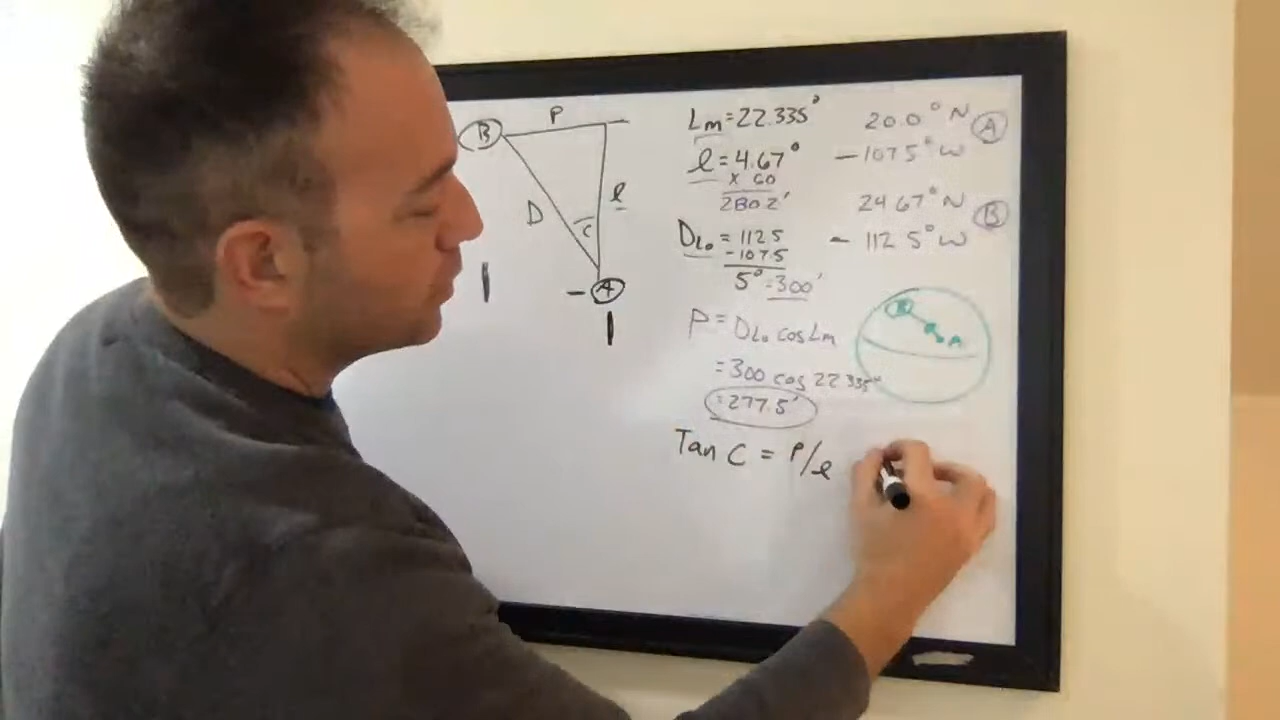 B
P
D
l
C
A
Lm=22.335°
l=4.67°
x 60
280.2'
DLo = 112.5
-107.5
5°=300'
P=DLo cos Lm
=300 cos 22.335°
=277.5'
Tan C = P/l
20.0° N A
-107.5° W
24.67° N B
- 112.5° W
B
A